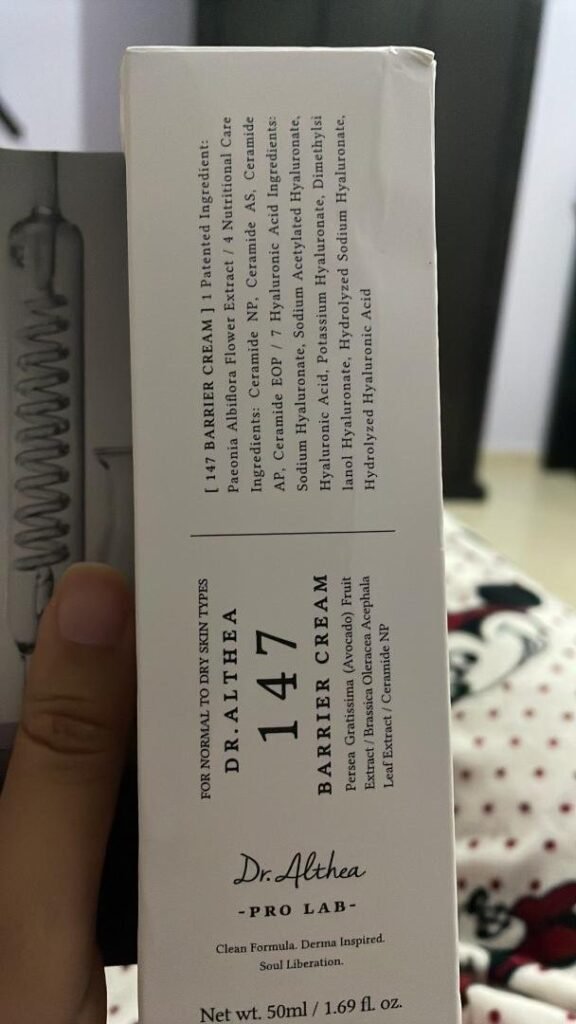 [ 147 BARRIER CREAM ] 1 Patented Ingredient:
Paeonia Albiflora Flower Extract / 4 Nutritional Care
Ingredients: Ceramide NP, Ceramide AS, Ceramide
AP, Ceramide EOP / 7 Hyaluronic Acid Ingredients:
Sodium Hyaluronate, Sodium Acetylated Hyaluronate,
Hyaluronic Acid, Potassium Hyaluronate, Dimethylsi
lanol Hyaluronate, Hydrolyzed Sodium Hyaluronate,
Hydrolyzed Hyaluronic Acid
FOR NORMAL TO DRY SKIN TYPES
DR.ALTHEA
147
BARRIER CREAM
Persea Gratissima (Avocado) Fruit
Extract / Brassica Oleracea Acephala
Leaf Extract / Ceramide NP
Dr.Althea
-PRO LAB-
Clean Formula. Derma Inspired.
Soul Liberation.
Net wt. 50ml / 1.69 fl. oz.